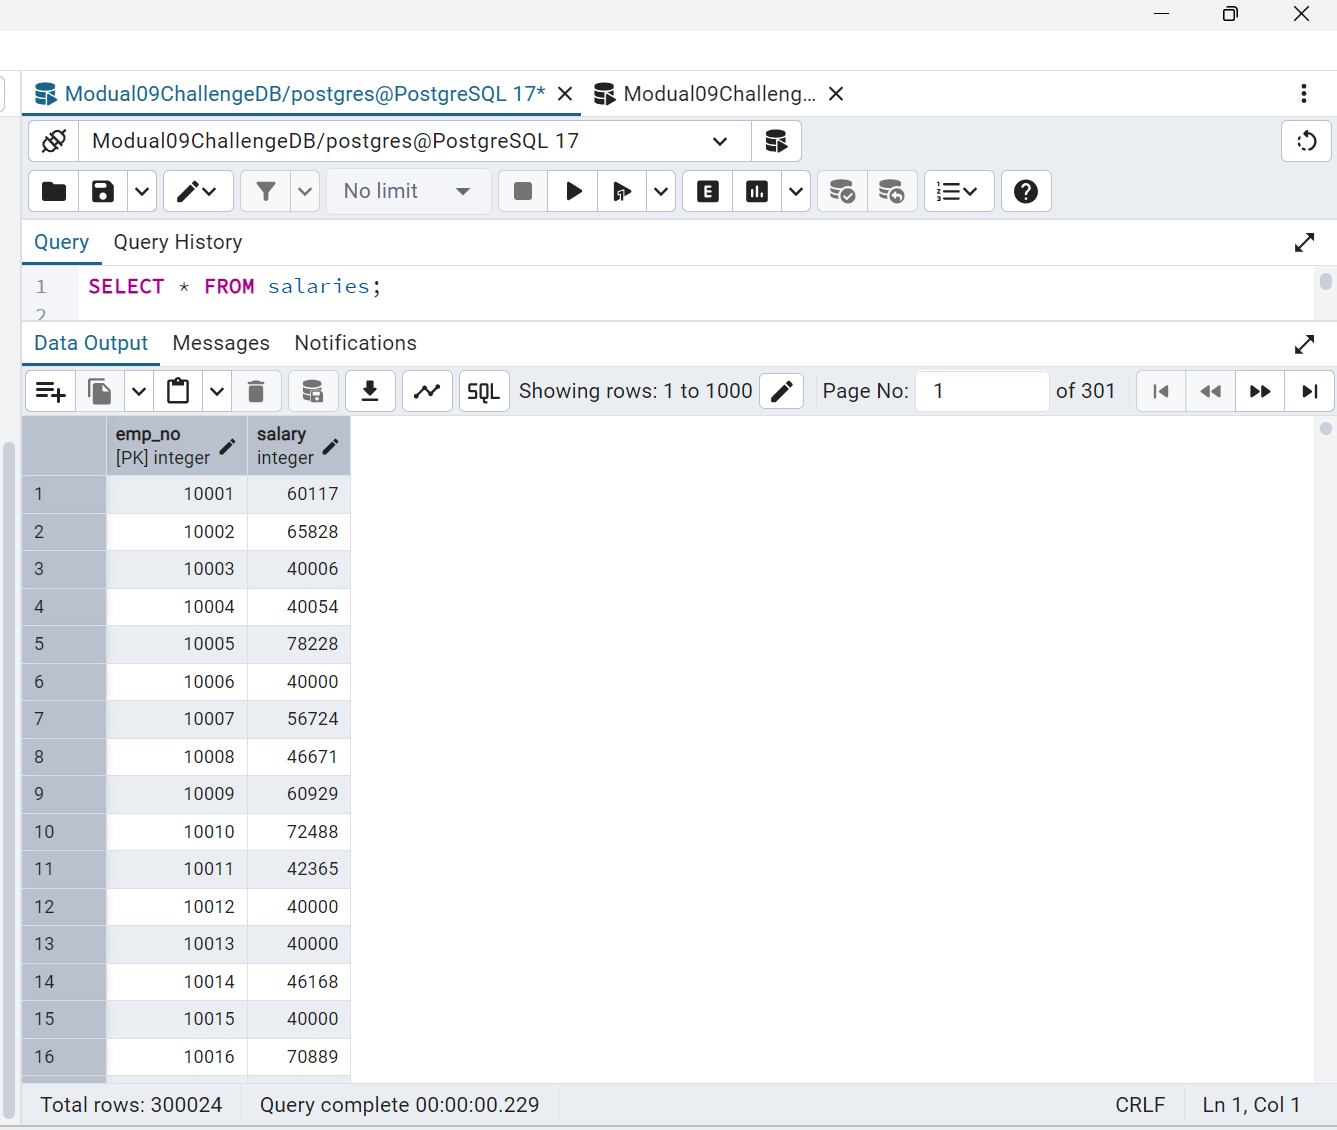 Modual09ChallengeDB/postgres@PostgreSQL 17* Modual09Challeng...
Modual09ChallengeDB/postgres@PostgreSQL 17
No limit E
Query Query History
1 SELECT * FROM salaries;
2
Data Output Messages Notifications
SQL Showing rows: 1 to 1000 Page No: 1 of 301
emp_no salary
[PK] integer integer
1 10001 60117
2 10002 65828
3 10003 40006
4 10004 40054
5 10005 78228
6 10006 40000
7 10007 56724
8 10008 46671
9 10009 60929
10 10010 72488
11 10011 42365
12 10012 40000
13 10013 40000
14 10014 46168
15 10015 40000
16 10016 70889
Total rows: 300024 Query complete 00:00:00.229 CRLF Ln 1, Col 1